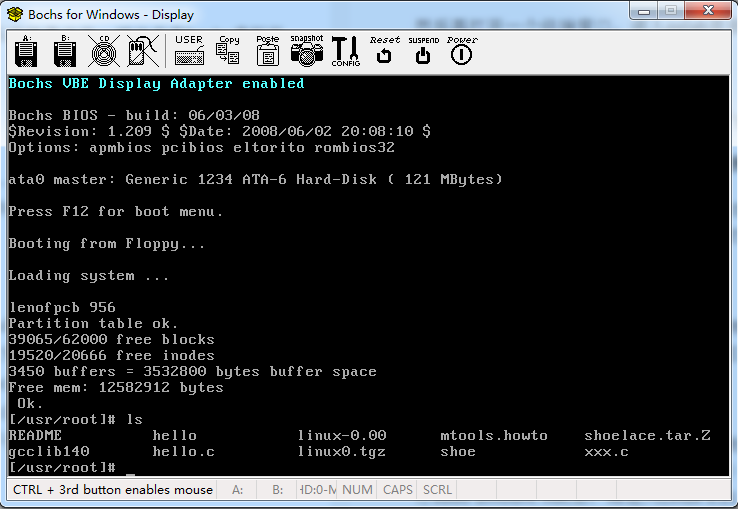 Bochs for Windows - Display
A: B: CD USER Copy Paste snapshot CONFIG Reset SUSPEND Power
Bochs VBE Display Adapter enabled
Bochs BIOS - build: 06/03/08
$Revision: 1.209 $ $Date: 2008/06/02 20:08:10 $
Options: apmbios pcibios eltorito rombios32
ata0 master: Generic 1234 ATA-6 Hard-Disk ( 121 MBytes)
Press F12 for boot menu.
Booting from Floppy...
Loading system ...
lenofpcb 956
Partition table ok.
39065/62000 free blocks
19520/20666 free inodes
3450 buffers = 3532800 bytes buffer space
Free mem: 12582912 bytes
Ok.
[/usr/root]# ls
README hello linux-0.00 mtools.howto shoelace.tar.Z
gcclib140 hello.c linux0.tgz shoe xxx.c
[/usr/root]# _
CTRL + 3rd button enables mouse A: B: NUM CAPS SCRL